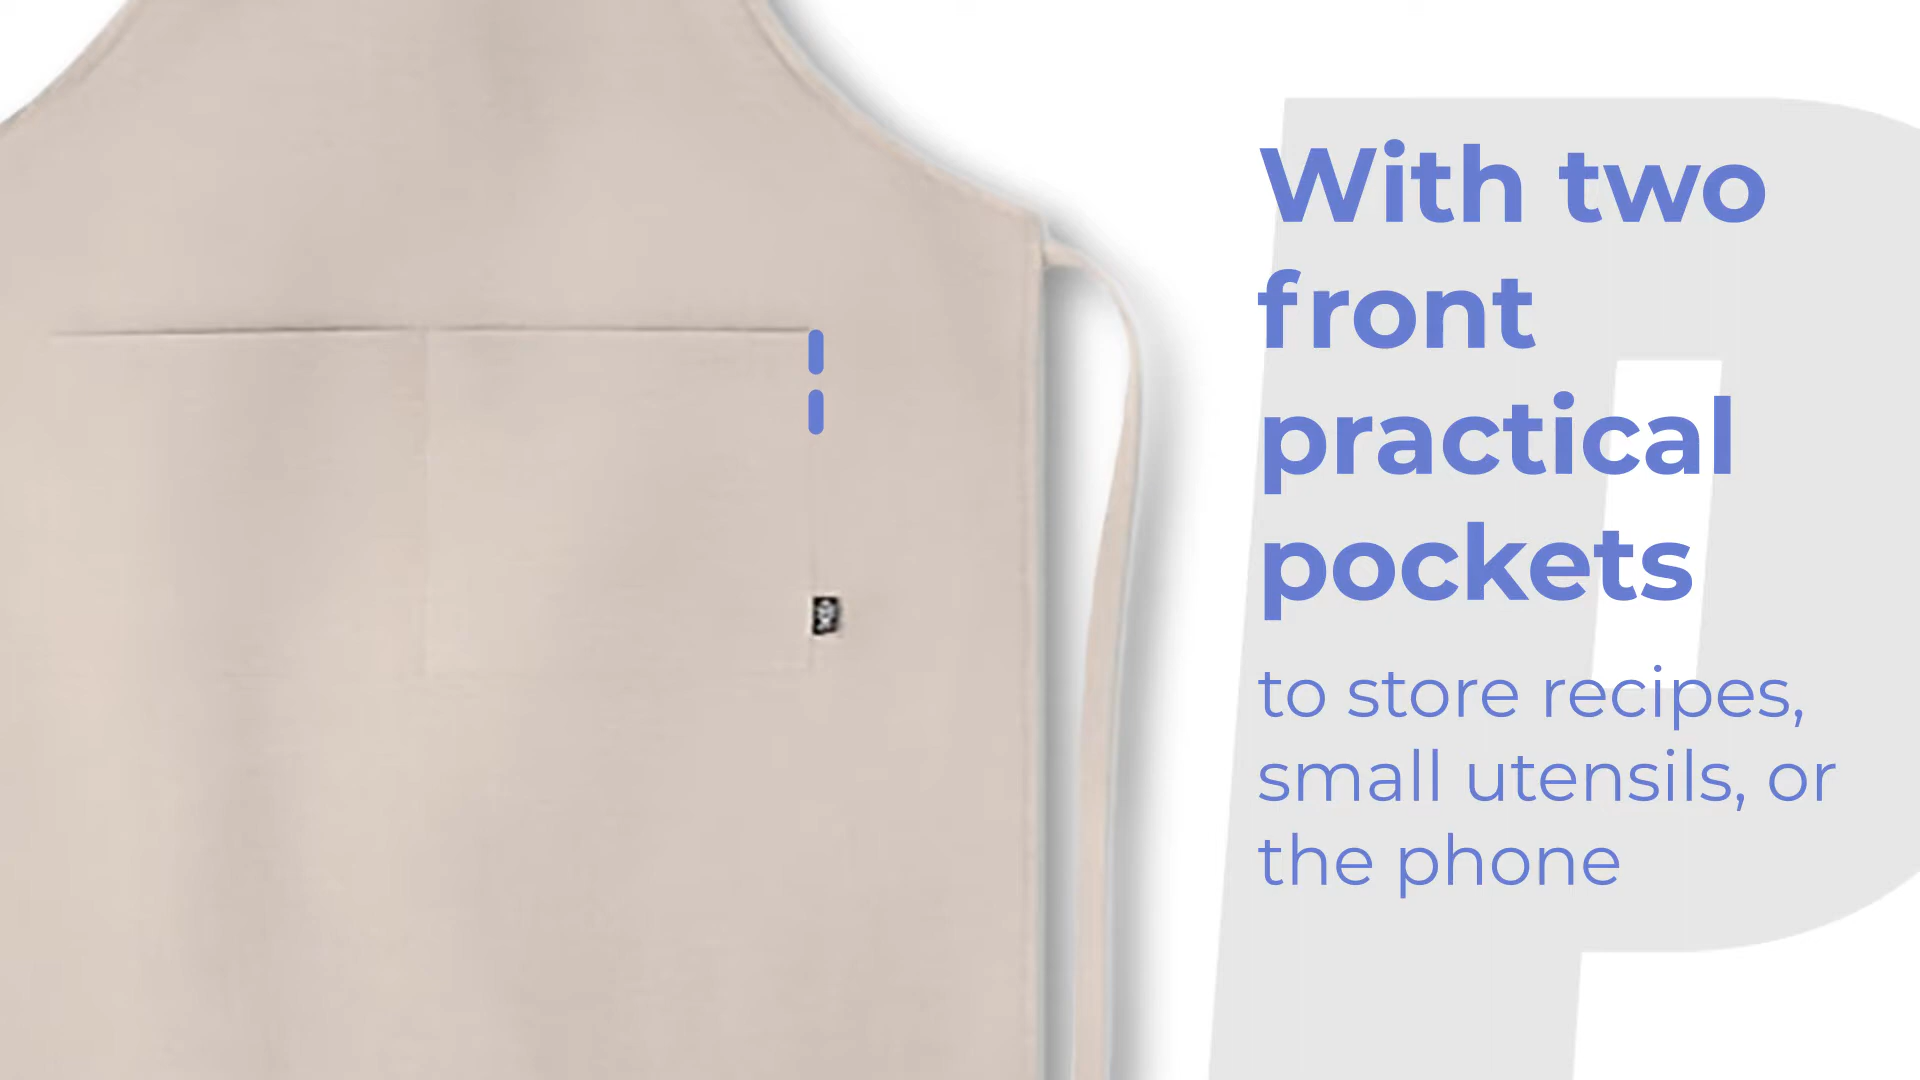 With two
front
practical
pockets
to store recipes,
small utensils, or
the phone